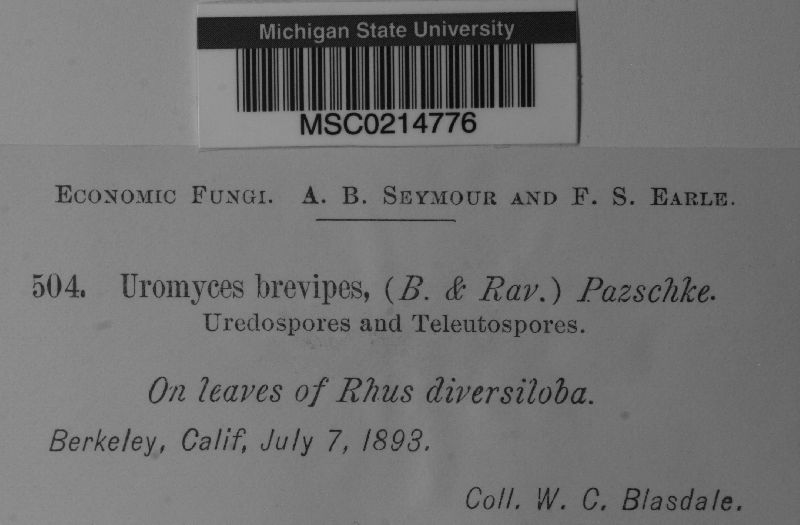 Michigan State University
MSC0214776
Economic Fungi. A. B. Seymour and F. S. Earle.
504. Uromyces brevipes, (B. & Rav.) Pazschke.
Uredospores and Teleutospores.
On leaves of Rhus diversiloba.
Berkeley, Calif, July 7, 1893.
Coll. W. C. Blasdale.